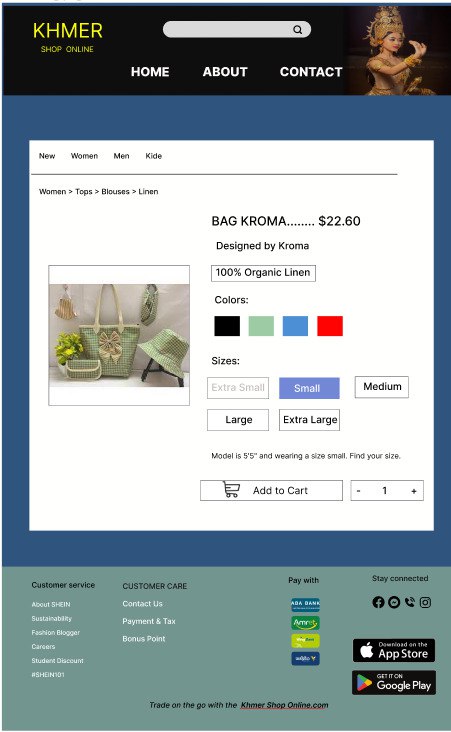 KHMER
SHOP ONLINE
HOME ABOUT CONTACT
New Women Men Kide
Women > Tops > Blouses > Linen
BAG KROMA........ $22.60
Designed by Kroma
100% Organic Linen
Colors:
Sizes:
Extra Small Small Medium
Large Extra Large
Model is 5'5" and wearing a size small. Find your size.
Add to Cart - 1 +
Customer service
About SHEIN
Sustainability
Fashion Blogger
Careers
Student Discount
#SHEIN101
CUSTOMER CARE
Contact Us
Payment & Tax
Bonus Point
Pay with
ABA BANK
Amret
Stay connected
Download on the
App Store
GET IT ON
Google Play
Trade on the go with the Khmer Shop Online.com